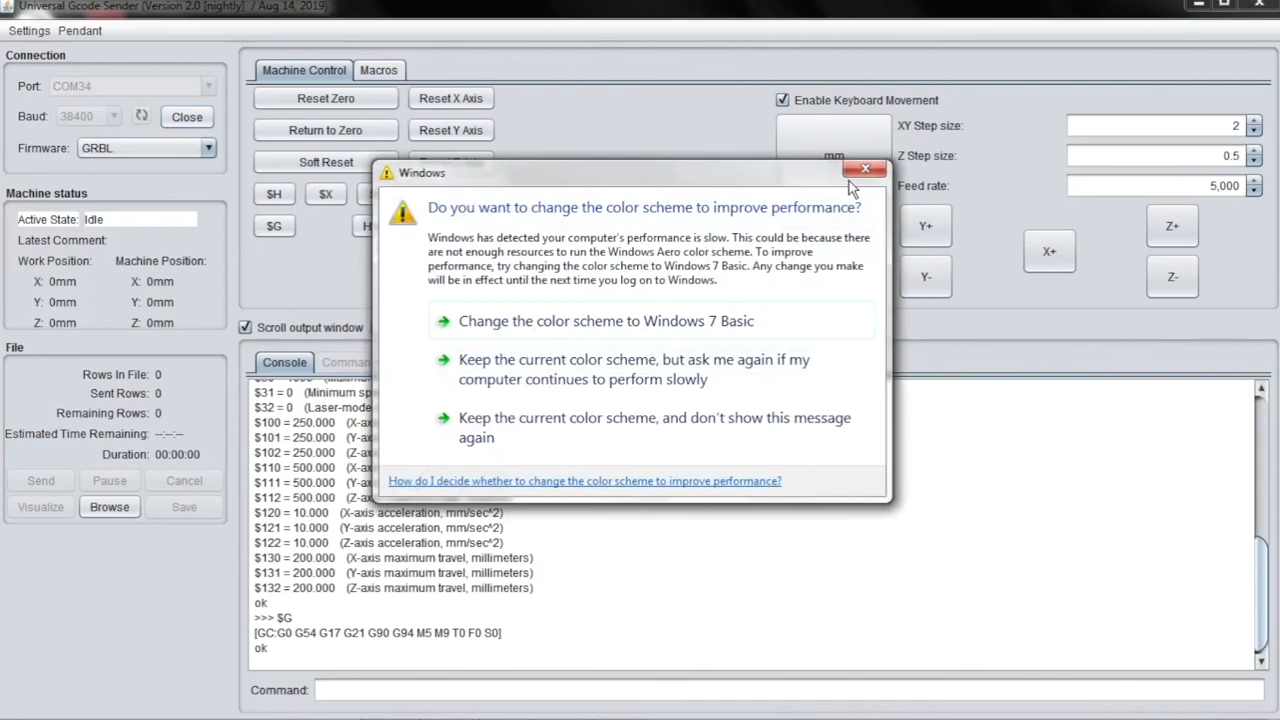 Universal Gcode Sender (Version 2.0 [nightly] / Aug 14, 2019)
Settings Pendant
Connection
Port: COM34
Baud: 38400 Close
Firmware: GRBL
Machine status
Active State: Idle
Latest Comment:
Work Position: Machine Position:
X: 0mm X: 0mm
Y: 0mm Y: 0mm
Z: 0mm Z: 0mm
File
Rows In File: 0
Sent Rows: 0
Remaining Rows: 0
Estimated Time Remaining: --:--:--
Duration: 00:00:00
Send Pause Cancel
Visualize Browse Save
Machine Control Macros
Reset Zero Reset X Axis
Return to Zero Reset Y Axis
Soft Reset
$H $X
$G
Enable Keyboard Movement
mm
XY Step size: 2
Z Step size: 0.5
Feed rate: 5,000
Y+ Z+
X+
Y- Z-
Windows
Do you want to change the color scheme to improve performance?
Windows has detected your computer's performance is slow. This could be because there
are not enough resources to run the Windows Aero color scheme. To improve
performance, try changing the color scheme to Windows 7 Basic. Any change you make
will be in effect until the next time you log on to Windows.
Change the color scheme to Windows 7 Basic
Keep the current color scheme, but ask me again if my
computer continues to perform slowly
Keep the current color scheme, and don't show this message
again
How do I decide whether to change the color scheme to improve performance?
Scroll output window
Console
$31 = 0 (Minimum
$32 = 0 (Laser-mode
$100 = 250.000
$101 = 250.000
$102 = 250.000
$110 = 500.000
$111 = 500.000
$112 = 500.000
$120 = 10.000 (X-axis acceleration, mm/sec^2)
$121 = 10.000 (Y-axis acceleration, mm/sec^2)
$122 = 10.000 (Z-axis acceleration, mm/sec^2)
$130 = 200.000 (X-axis maximum travel, millimeters)
$131 = 200.000 (Y-axis maximum travel, millimeters)
$132 = 200.000 (Z-axis maximum travel, millimeters)
ok
>>> $G
[GC:G0 G54 G17 G21 G90 G94 M5 M9 T0 F0 S0]
ok
Command: